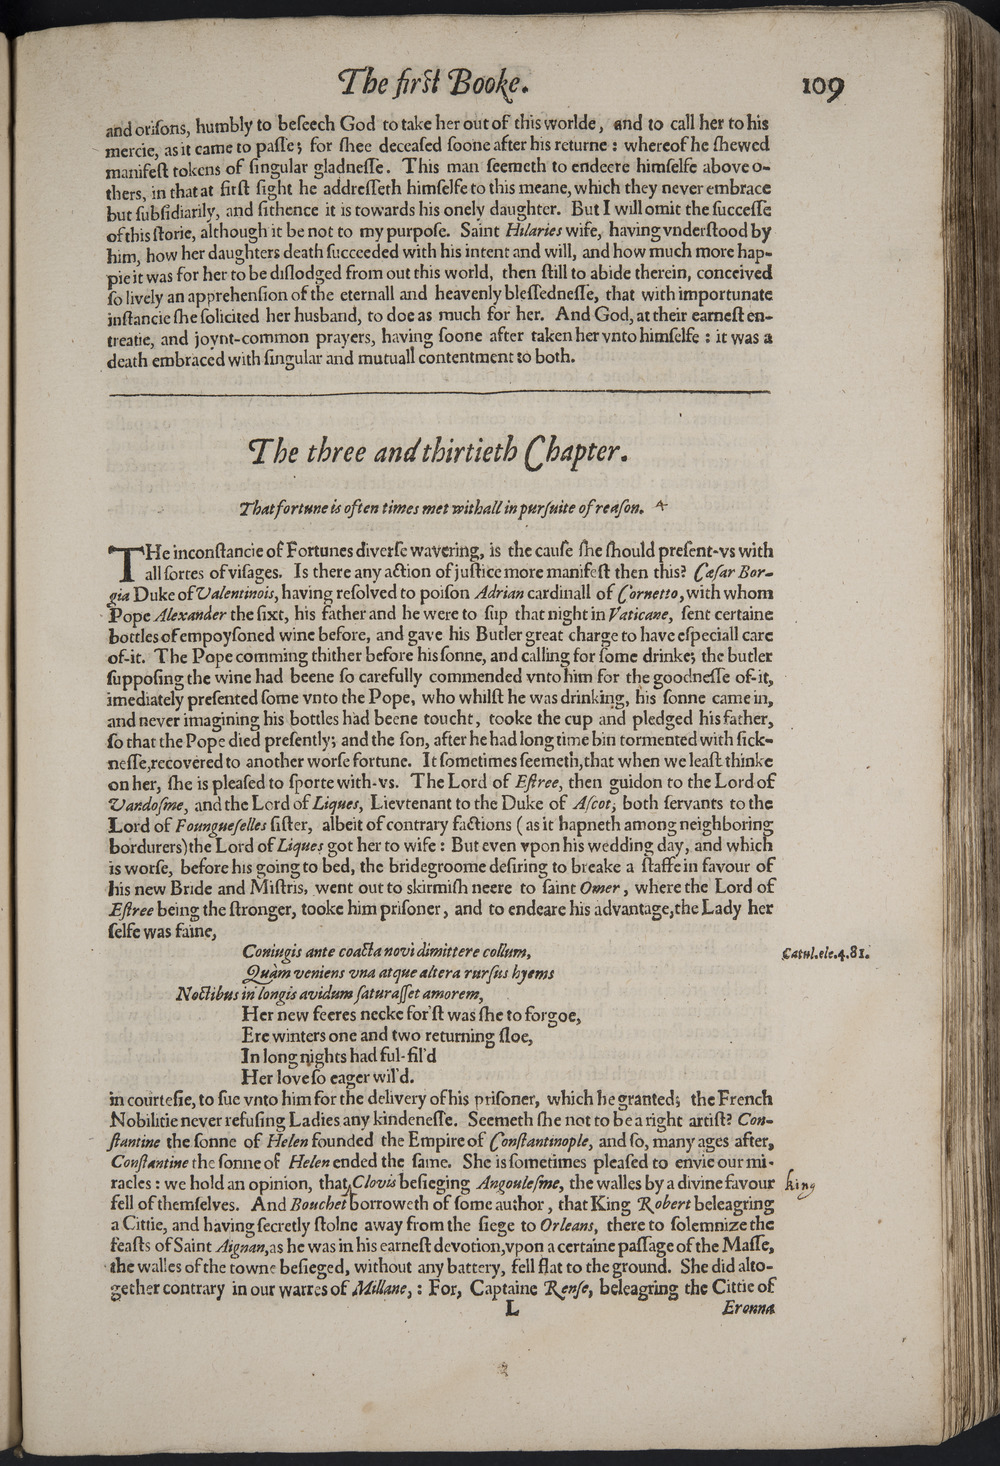 The firſt Booke. 109
and oriſons, humbly to beſeech God to take her out of this worlde, and to call her to his
mercie, as it came to paſſe; for ſhee deceaſed ſoone after his returne: whereof he ſhewed
manifeſt tokens of ſingular gladneſſe. This man ſeemeth to endeere himſelfe above o-
thers, in that at firſt ſight he addreſſeth himſelfe to this meane, which they never embrace
but ſubſidiarily, and ſithence it is towards his onely daughter. But I will omit the ſucceſſe
of this ſtorie, although it be not to my purpoſe. Saint Hilaries wife, having vnderſtood by
him, how her daughters death ſucceeded with his intent and will, and how much more hap-
pie it was for her to be diſlodged from out this world, then ſtill to abide therein, conceived
ſo lively an apprehenſion of the eternall and heavenly bleſſedneſſe, that with importunate
inſtancie ſhe ſolicited her husband, to doe as much for her. And God, at their earneſt en-
treatie, and joynt-common prayers, having ſoone after taken her vnto himſelfe: it was a
death embraced with ſingular and mutuall contentment to both.
The three and thirtieth Chapter.
That fortune is often times met withall in purſuite of reaſon.
THe inconſtancie of Fortunes diverſe wavering, is the cauſe ſhe ſhould preſent-vs with
all ſortes of viſages. Is there any action of juſtice more manifeſt then this? Cæſar Bor-
gia Duke of Valentinois, having reſolved to poiſon Adrian cardinall of Cornetto, with whom
Pope Alexander the ſixt, his father and he were to ſup that night in Vaticane, ſent certaine
bottles of empoyſoned wine before, and gave his Butler great charge to have eſpeciall care
of-it. The Pope comming thither before his ſonne, and calling for ſome drinke; the butler
ſuppoſing the wine had beene ſo carefully commended vnto him for the goodneſſe of-it,
imediately preſented ſome vnto the Pope, who whilſt he was drinking, his ſonne came in,
and never imagining his bottles had beene toucht, tooke the cup and pledged his father,
ſo that the Pope died preſently; and the ſon, after he had long time bin tormented with ſick-
neſſe, recovered to another worſe fortune. It ſometimes ſeemeth, that when we leaſt thinke
on her, ſhe is pleaſed to ſporte with-vs. The Lord of Eſtree, then guidon to the Lord of
Vandoſme, and the Lord of Liques, Lievtenant to the Duke of Aſcot, both ſervants to the
Lord of Foungueſelles ſiſter, albeit of contrary factions (as it hapneth among neighboring
bordurers) the Lord of Liques got her to wife: But even vpon his wedding day, and which
is worſe, before his going to bed, the bridegroome deſiring to breake a ſtaffe in favour of
his new Bride and Miſtris, went out to skirmiſh neere to ſaint Omer, where the Lord of
Eſtree being the ſtronger, tooke him priſoner, and to endeare his advantage, the Lady her
ſelfe was faine,
Coniugis ante coacta novi dimittere collum, Catul.ele.4.81.
Quàm veniens vna atque altera rurſus hyems
Noctibus in longis avidum ſaturaſſet amorem,
Her new feeres necke for'ſt was ſhe to forgoe,
Ere winters one and two returning ſloe,
In long nights had ful-fil'd
Her love ſo eager wil'd.
in courteſie, to ſue vnto him for the delivery of his priſoner, which he granted; the French
Nobilitie never refuſing Ladies any kindeneſſe. Seemeth ſhe not to be a right artiſt? Con-
ſtantine the ſonne of Helen founded the Empire of Conſtantinople, and ſo, many ages after,
Conſtantine the ſonne of Helen ended the ſame. She is ſometimes pleaſed to envie our mi-
racles: we hold an opinion, that, Clovis beſieging Angouleſme, the walles by a divine favour king
fell of themſelves. And Bouchet borroweth of ſome author, that King Robert beleagring
a Cittie, and having ſecretly ſtolne away from the ſiege to Orleans, there to ſolemnize the
feaſts of Saint Aignan, as he was in his earneſt devotion, vpon a certaine paſſage of the Maſſe,
the walles of the towne beſieged, without any battery, fell flat to the ground. She did alto-
gether contrary in our warres of Millane,: For, Captaine Renſe, beleagring the Cittie of
L Eronna